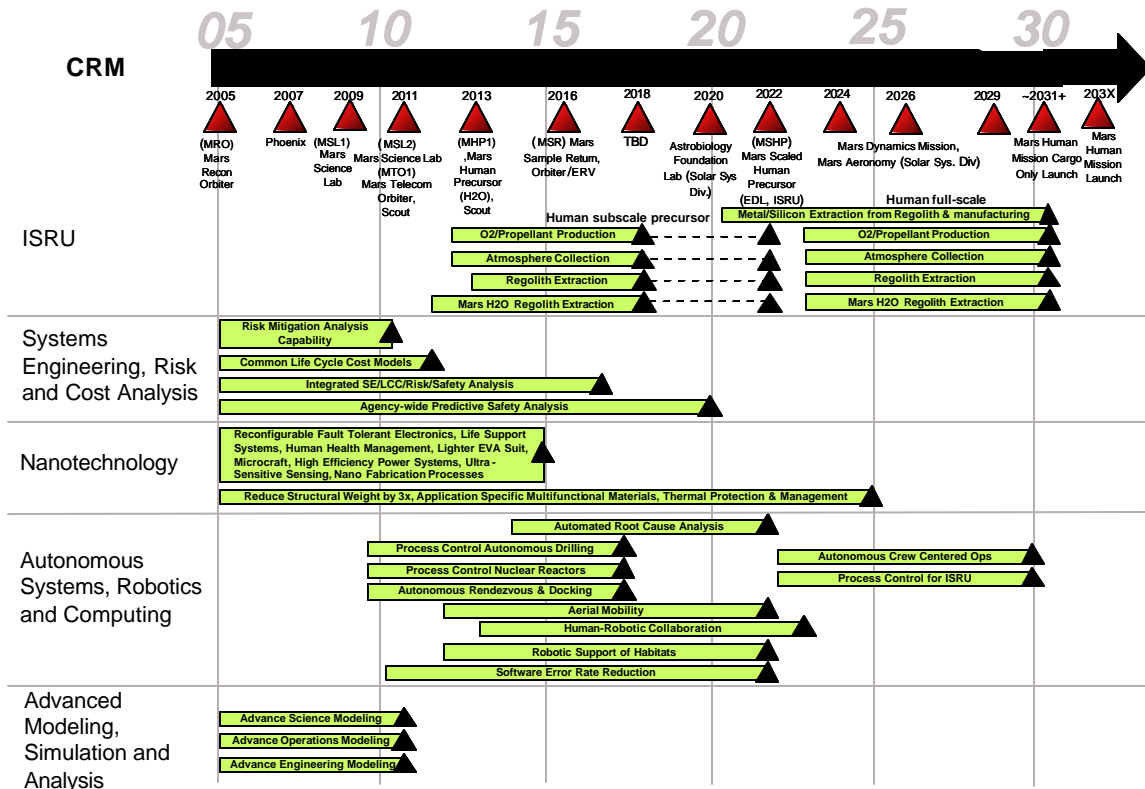 05 10 15 20 25 30
CRM
2005 2007 2009 2011 2013 2016 2018 2020 2022 2024 2026 2029 ~2031+ 203X
(MRO)
Mars
Recon
Orbiter
Phoenix
(MSL1)
Mars
Science
Lab
(MSL2)
Mars Science Lab
(MTO1)
Mars Telecom
Orbiter,
Scout
(MHP1)
,Mars
Human
Precursor
(H2O),
Scout
(MSR) Mars
Sample Return,
Orbiter/ERV
TBD
Astrobiology
Foundation
Lab (Solar Sys
Div.)
(MSHP)
Mars Scaled
Human
Precursor
(EDL, ISRU)
Mars Dynamics Mission,
Mars Aeronomy (Solar Sys. Div)
Mars Human
Mission Cargo
Only Launch
Mars
Human
Mission
Launch
ISRU
Human subscale precursor
Human full-scale
Metal/Silicon Extraction from Regolith & manufacturing
O2/Propellant Production
Atmosphere Collection
Regolith Extraction
Mars H2O Regolith Extraction
O2/Propellant Production
Atmosphere Collection
Regolith Extraction
Mars H2O Regolith Extraction
Systems
Engineering, Risk
and Cost Analysis
Risk Mitigation Analysis
Capability
Common Life Cycle Cost Models
Integrated SE/LCC/Risk/Safety Analysis
Agency-wide Predictive Safety Analysis
Nanotechnology
Reconfigurable Fault Tolerant Electronics, Life Support
Systems, Human Health Management, Lighter EVA Suit,
Microcraft, High Efficiency Power Systems, Ultra-
Sensitive Sensing, Nano Fabrication Processes
Reduce Structural Weight by 3x, Application Specific Multifunctional Materials, Thermal Protection & Management
Autonomous
Systems, Robotics
and Computing
Automated Root Cause Analysis
Process Control Autonomous Drilling
Process Control Nuclear Reactors
Autonomous Rendezvous & Docking
Aerial Mobility
Human-Robotic Collaboration
Robotic Support of Habitats
Software Error Rate Reduction
Autonomous Crew Centered Ops
Process Control for ISRU
Advanced
Modeling,
Simulation and
Analysis
Advance Science Modeling
Advance Operations Modeling
Advance Engineering Modeling